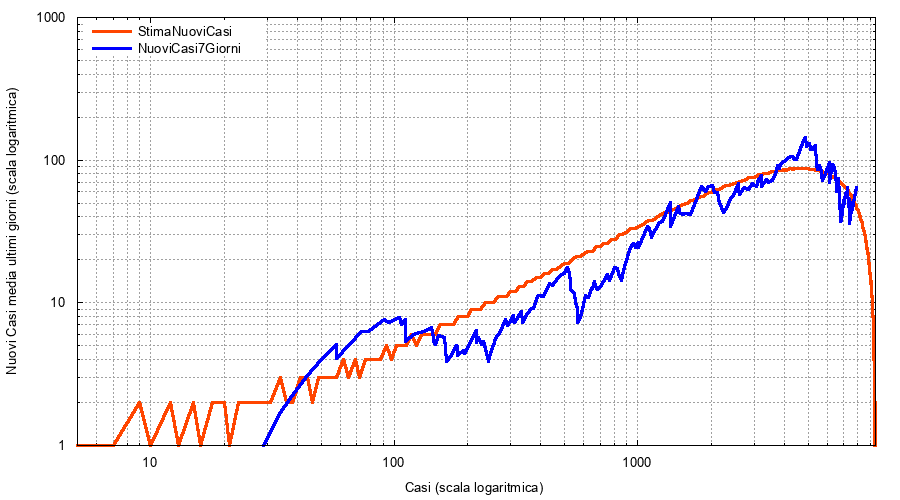 1000
StimaNuoviCasi
NuoviCasi7Giorni
100
10
1
Nuovi Casi media ultimi giorni (scala logaritmica)
10
100
1000
Casi (scala logaritmica)